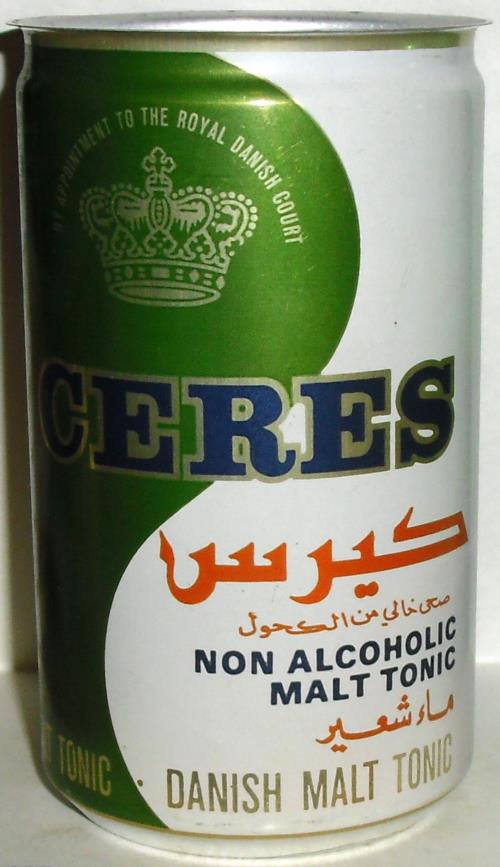 BY APPOINTMENT TO THE ROYAL DANISH COURT
CERES
كيرس
صحي خالي من الكحول
NON ALCOHOLIC
MALT TONIC
ماء شعير
T TONIC · DANISH MALT TONIC